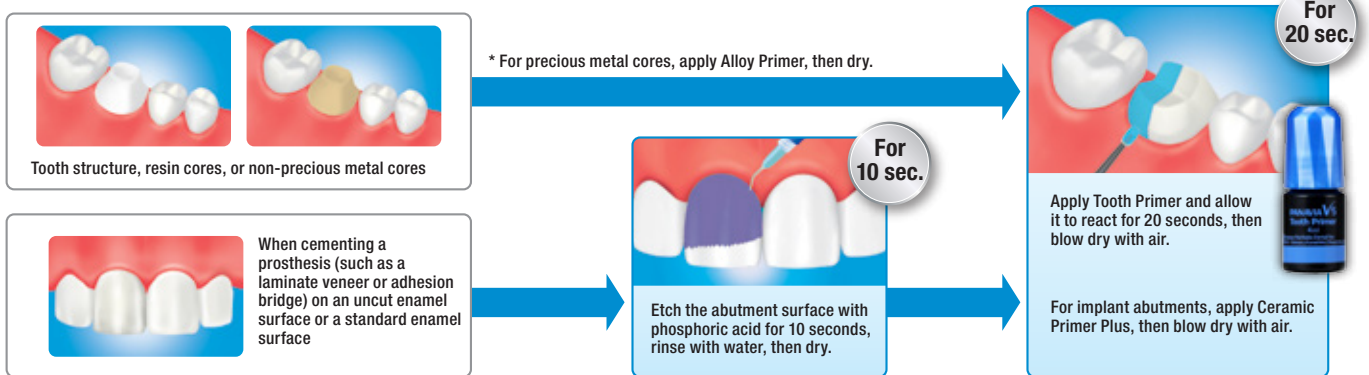 Tooth structure, resin cores, or non-precious metal cores
* For precious metal cores, apply Alloy Primer, then dry.
When cementing a
prosthesis (such as a
laminate veneer or adhesion
bridge) on an uncut enamel
surface or a standard enamel
surface
For
10 sec.
Etch the abutment surface with
phosphoric acid for 10 seconds,
rinse with water, then dry.
For
20 sec.
Apply Tooth Primer and allow
it to react for 20 seconds, then
blow dry with air.
PANAVIA V5
Tooth Primer
For implant abutments, apply Ceramic
Primer Plus, then blow dry with air.